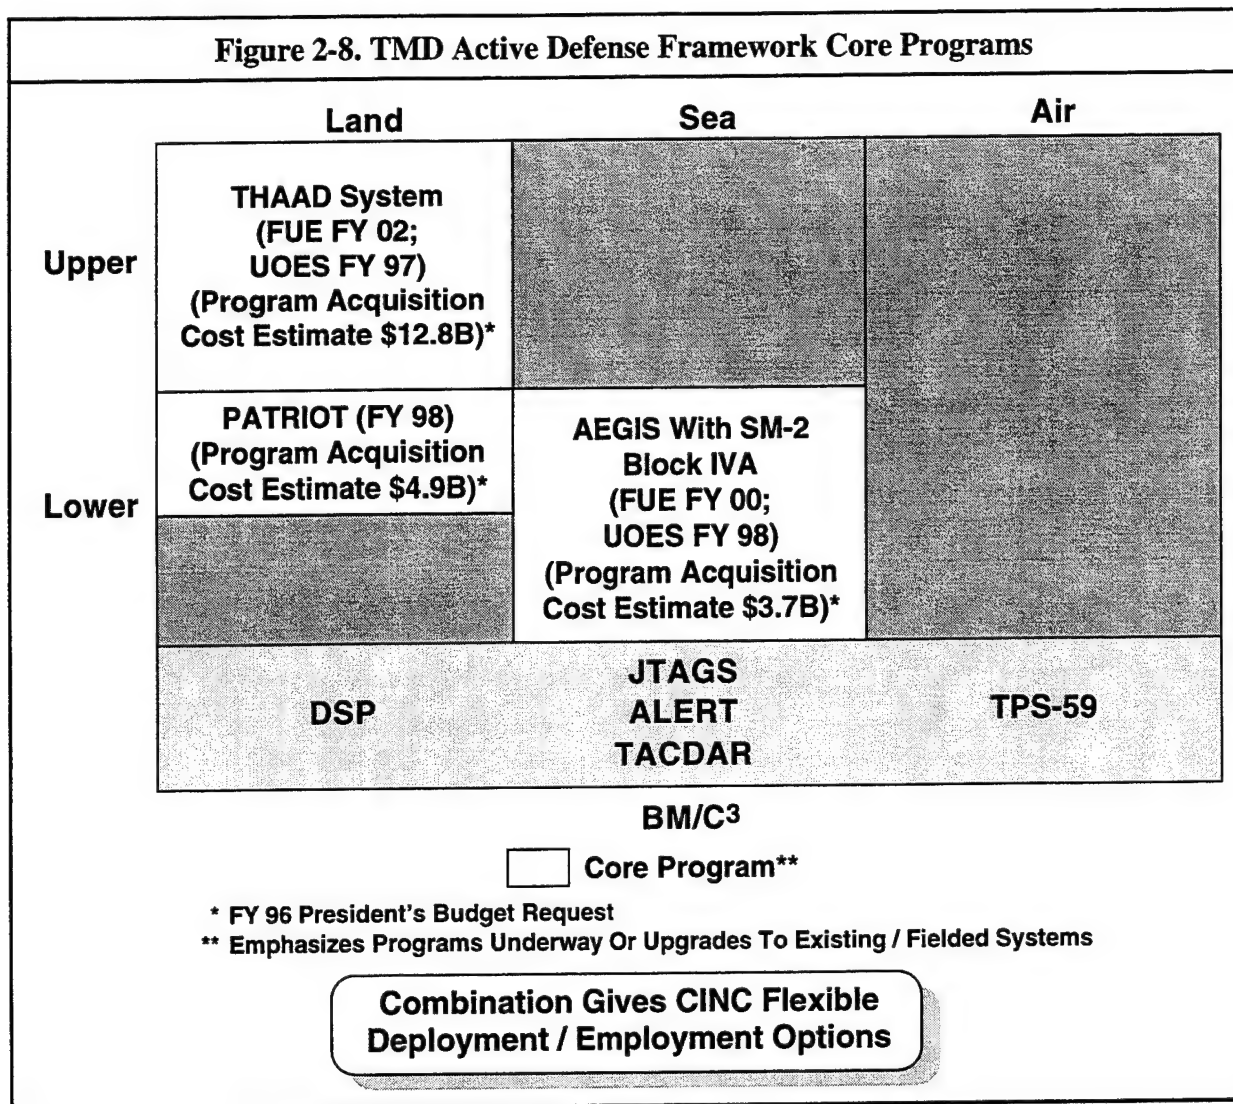 Figure 2-8. TMD Active Defense Framework Core Programs
Land
Sea
Air
Upper
THAAD System
(FUE FY 02;
UOES FY 97)
(Program Acquisition
Cost Estimate $12.8B)*
Lower
PATRIOT (FY 98)
(Program Acquisition
Cost Estimate $4.9B)*
AEGIS With SM-2
Block IVA
(FUE FY 00;
UOES FY 98)
(Program Acquisition
Cost Estimate $3.7B)*
DSP
JTAGS
ALERT
TACDAR
TPS-59
BM/C³
Core Program**
* FY 96 President's Budget Request
** Emphasizes Programs Underway Or Upgrades To Existing / Fielded Systems
Combination Gives CINC Flexible
Deployment / Employment Options